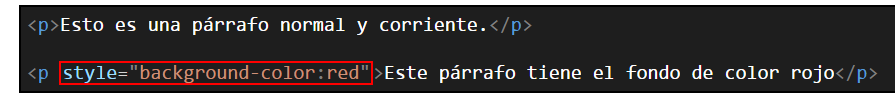 <p>Esto es una párrafo normal y corriente.</p>
<p style="background-color:red">Este párrafo tiene el fondo de color rojo</p>